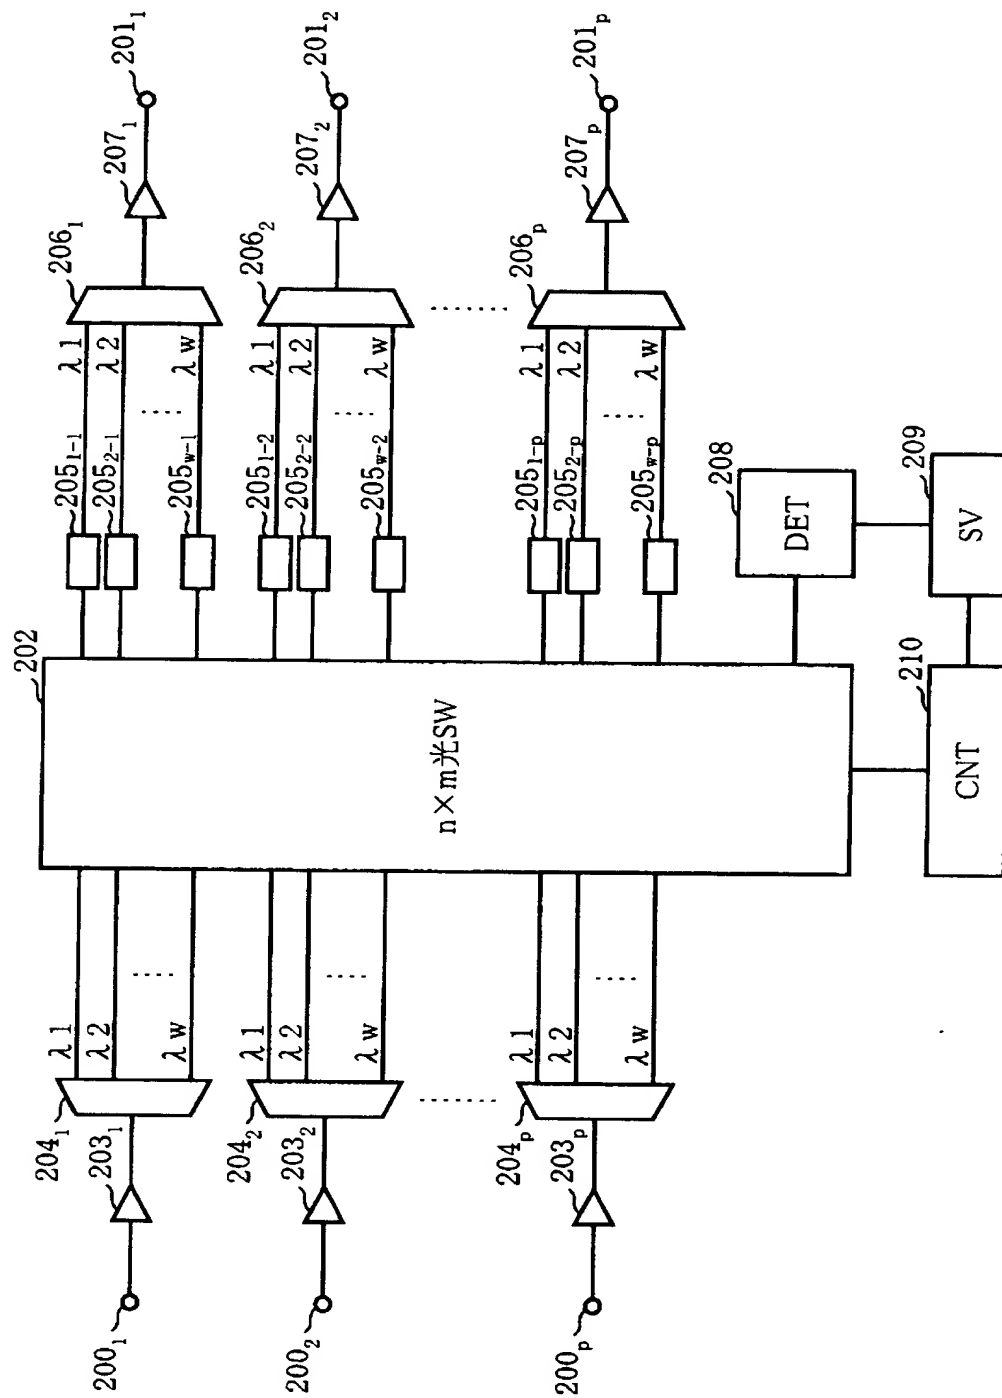 200₁
203₁
204₁
λ1
λ2
λw
202
205₁₋₁
205₂₋₁
205w₋₁
λ1
λ2
λw
206₁
207₁
201₁
200₂
203₂
204₂
λ1
λ2
λw
205₁₋₂
205₂₋₂
205w₋₂
λ1
λ2
λw
206₂
207₂
201₂
n×m光SW
200ₚ
203ₚ
204ₚ
λ1
λ2
λw
205₁₋ₚ
205₂₋ₚ
205w₋ₚ
λ1
λ2
λw
206ₚ
207ₚ
201ₚ
208
DET
209
SV
210
CNT